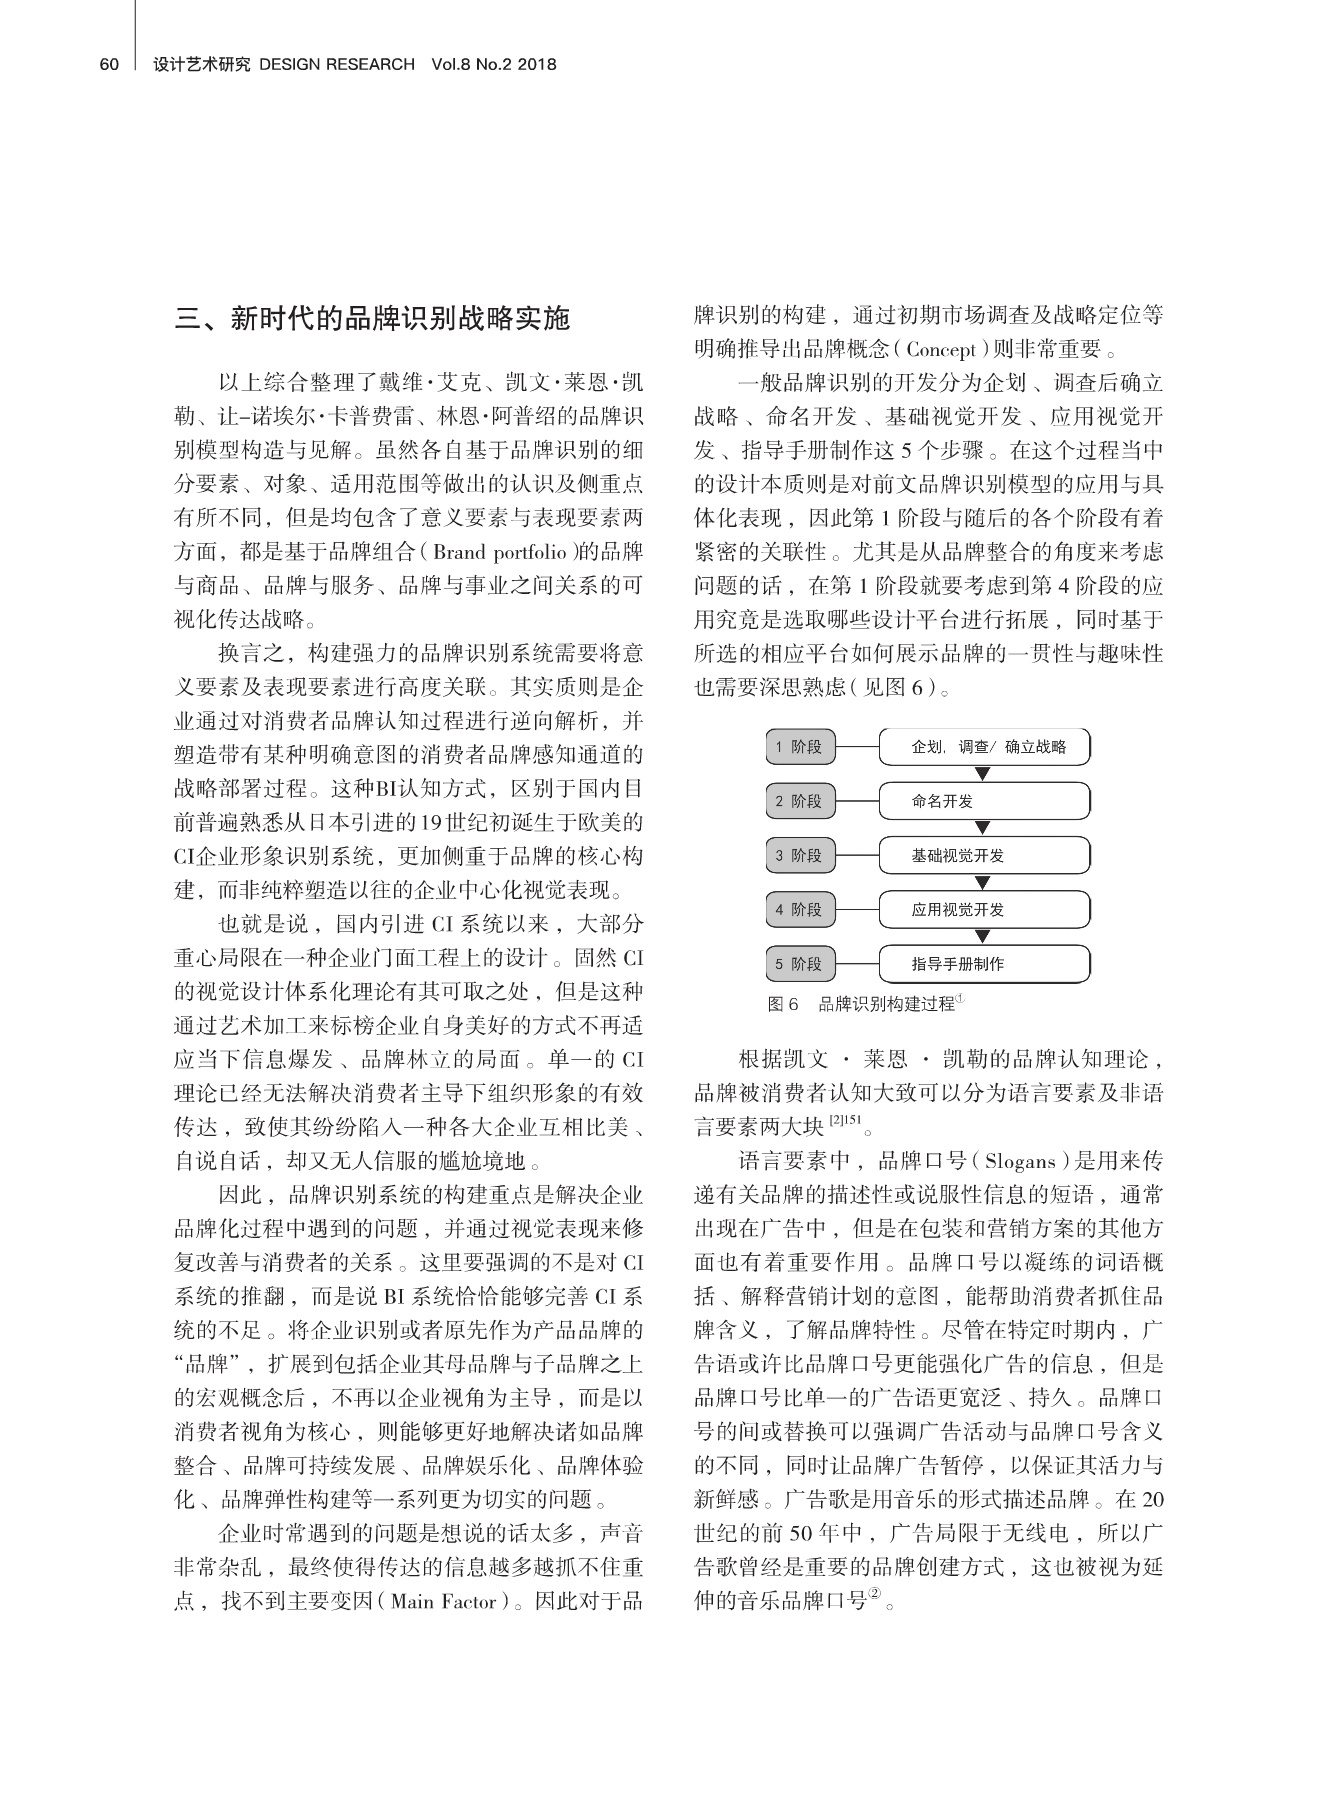 60 设计艺术研究 DESIGN RESEARCH Vol.8 No.2 2018
三、新时代的品牌识别战略实施
以上综合整理了戴维·艾克、凯文·莱恩·凯
勒、让–诺埃尔·卡普费雷、林恩·阿普绍的品牌识
别模型构造与见解。虽然各自基于品牌识别的细
分要素、对象、适用范围等做出的认识及侧重点
有所不同，但是均包含了意义要素与表现要素两
方面，都是基于品牌组合（Brand portfolio）的品牌
与商品、品牌与服务、品牌与事业之间关系的可
视化传达战略。
换言之，构建强力的品牌识别系统需要将意
义要素及表现要素进行高度关联。其实质则是企
业通过对消费者品牌认知过程进行逆向解析，并
塑造带有某种明确意图的消费者品牌感知通道的
战略部署过程。这种BI认知方式，区别于国内目
前普遍熟悉从日本引进的19世纪初诞生于欧美的
CI企业形象识别系统，更加侧重于品牌的核心构
建，而非纯粹塑造以往的企业中心化视觉表现。
也就是说，国内引进 CI 系统以来，大部分
重心局限在一种企业门面工程上的设计。固然 CI
的视觉设计体系化理论有其可取之处，但是这种
通过艺术加工来标榜企业自身美好的方式不再适
应当下信息爆发、品牌林立的局面。单一的 CI
理论已经无法解决消费者主导下组织形象的有效
传达，致使其纷纷陷入一种各大企业互相比美、
自说自话，却又无人信服的尴尬境地。
因此，品牌识别系统的构建重点是解决企业
品牌化过程中遇到的问题，并通过视觉表现来修
复改善与消费者的关系。这里要强调的不是对 CI
系统的推翻，而是说 BI 系统恰恰能够完善 CI 系
统的不足。将企业识别或者原先作为产品品牌的
“品牌”，扩展到包括企业其母品牌与子品牌之上
的宏观概念后，不再以企业视角为主导，而是以
消费者视角为核心，则能够更好地解决诸如品牌
整合、品牌可持续发展、品牌娱乐化、品牌体验
化、品牌弹性构建等一系列更为切实的问题。
企业时常遇到的问题是想说的话太多，声音
非常杂乱，最终使得传达的信息越多越抓不住重
点，找不到主要变因（Main Factor）。因此对于品
牌识别的构建，通过初期市场调查及战略定位等
明确推导出品牌概念（Concept）则非常重要。
一般品牌识别的开发分为企划、调查后确立
战略、命名开发、基础视觉开发、应用视觉开
发、指导手册制作这 5 个步骤。在这个过程当中
的设计本质则是对前文品牌识别模型的应用与具
体化表现，因此第 1 阶段与随后的各个阶段有着
紧密的关联性。尤其是从品牌整合的角度来考虑
问题的话，在第 1 阶段就要考虑到第 4 阶段的应
用究竟是选取哪些设计平台进行拓展，同时基于
所选的相应平台如何展示品牌的一贯性与趣味性
也需要深思熟虑（见图 6）。
1 阶段 企划，调查/ 确立战略
2 阶段 命名开发
3 阶段 基础视觉开发
4 阶段 应用视觉开发
5 阶段 指导手册制作
图 6 品牌识别构建过程①
根据凯文 · 莱恩 · 凯勒的品牌认知理论，
品牌被消费者认知大致可以分为语言要素及非语
言要素两大块[2]151。
语言要素中，品牌口号（Slogans）是用来传
递有关品牌的描述性或说服性信息的短语，通常
出现在广告中，但是在包装和营销方案的其他方
面也有着重要作用。品牌口号以凝练的词语概
括、解释营销计划的意图，能帮助消费者抓住品
牌含义，了解品牌特性。尽管在特定时期内，广
告语或许比品牌口号更能强化广告的信息，但是
品牌口号比单一的广告语更宽泛、持久。品牌口
号的间或替换可以强调广告活动与品牌口号含义
的不同，同时让品牌广告暂停，以保证其活力与
新鲜感。广告歌是用音乐的形式描述品牌。在 20
世纪的前 50 年中，广告局限于无线电，所以广
告歌曾经是重要的品牌创建方式，这也被视为延
伸的音乐品牌口号②。